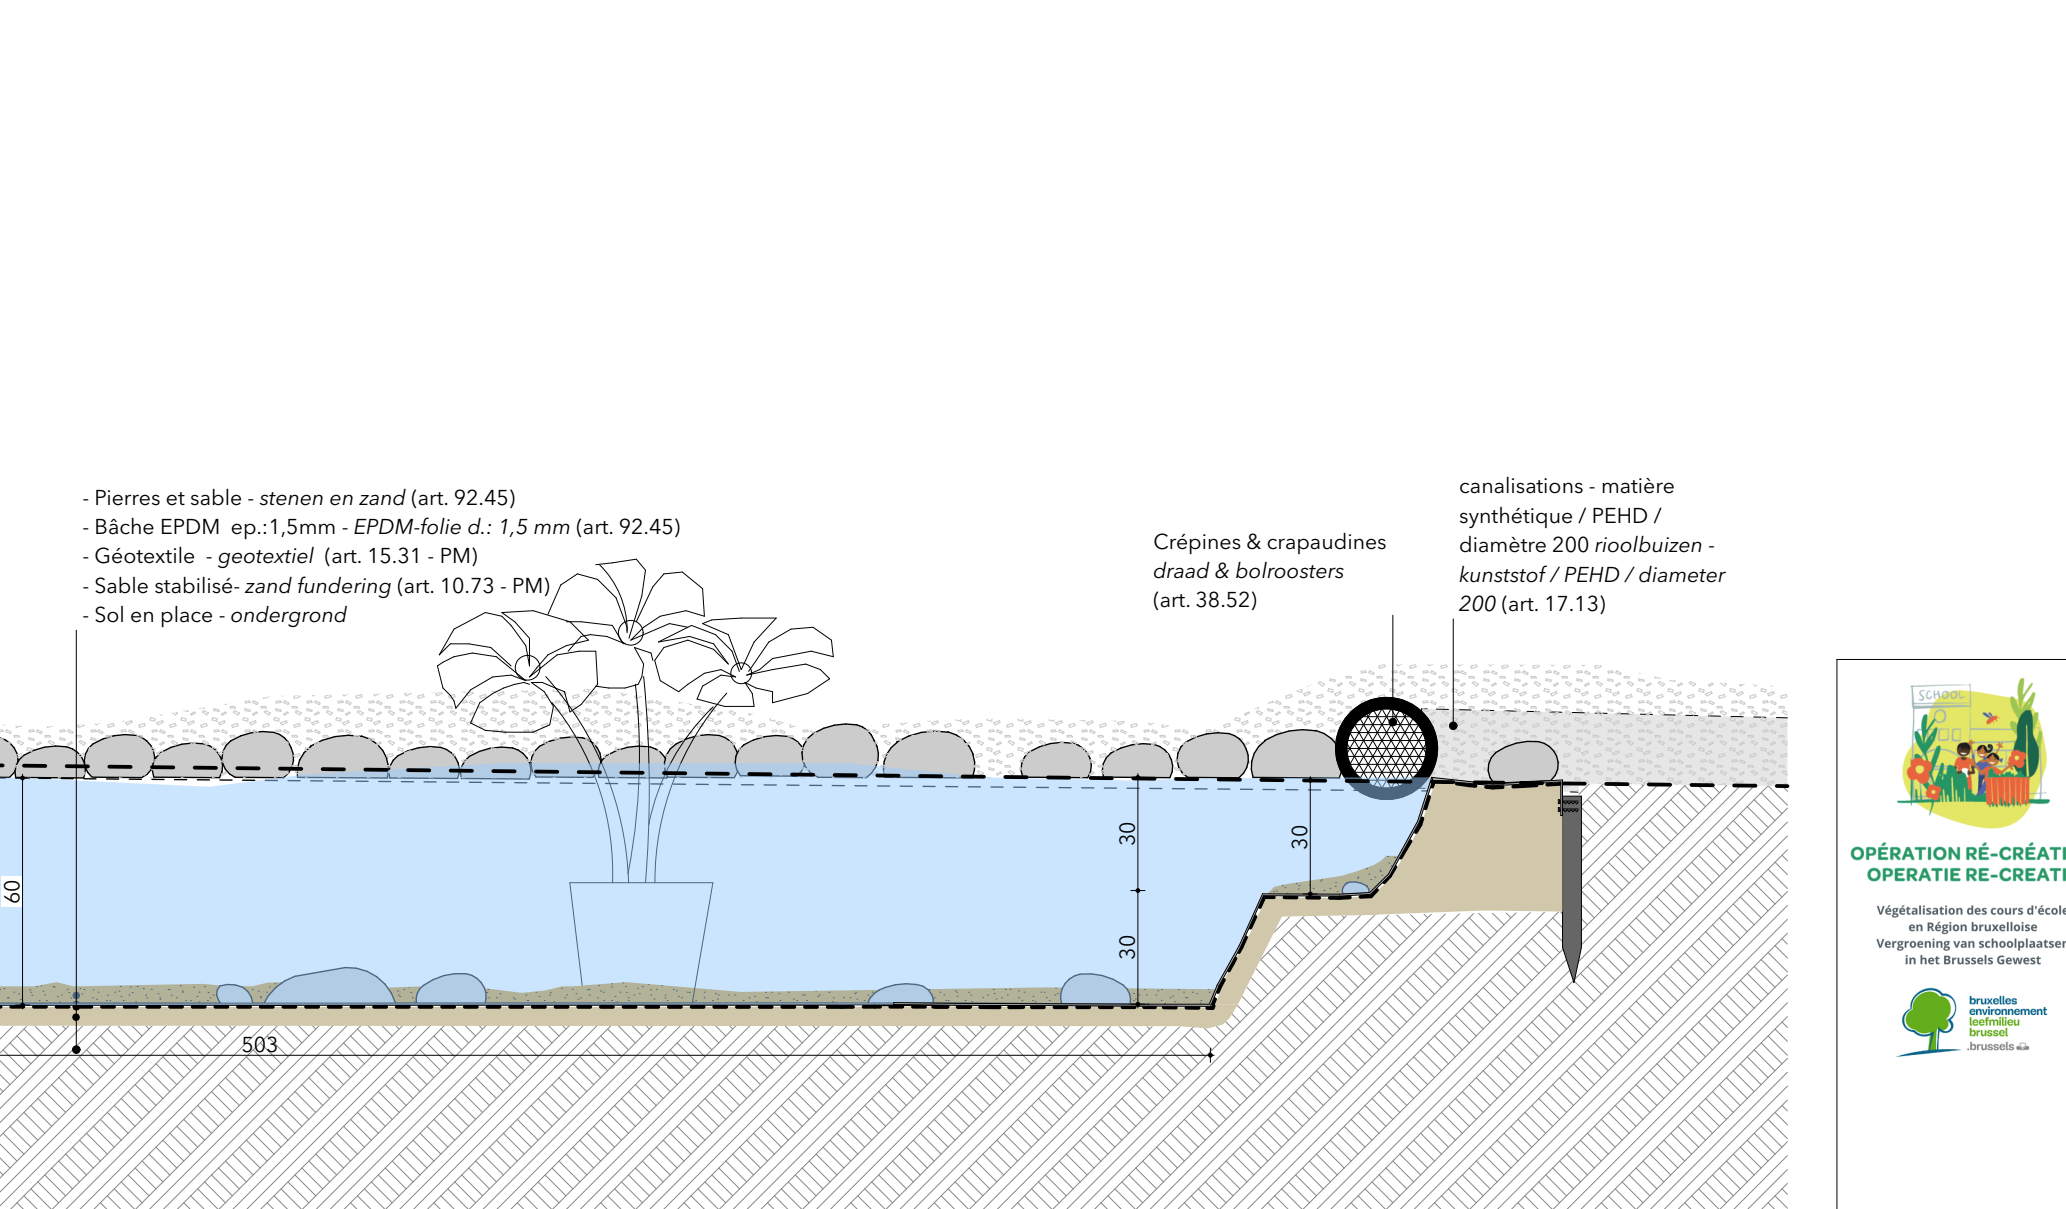 - Pierres et sable - stenen en zand (art. 92.45)
- Bâche EPDM  ep.:1,5mm - EPDM-folie d.: 1,5 mm (art. 92.45)
- Géotextile  - geotextiel  (art. 15.31 - PM)
- Sable stabilisé- zand fundering (art. 10.73 - PM)
- Sol en place - ondergrond
Crépines & crapaudines
draad & bolroosters
(art. 38.52)
canalisations - matière
synthétique / PEHD /
diamètre 200 rioolbuizen -
kunststof / PEHD / diameter
200 (art. 17.13)
60
30
30
30
503
SCHOOL
OPÉRATION RÉ-CRÉATI
OPERATIE RE-CREATI
Végétalisation des cours d'école
en Région bruxelloise
Vergroening van schoolplaatsen
in het Brussels Gewest
bruxelles
environnement
leefmilieu
brussel
.brussels